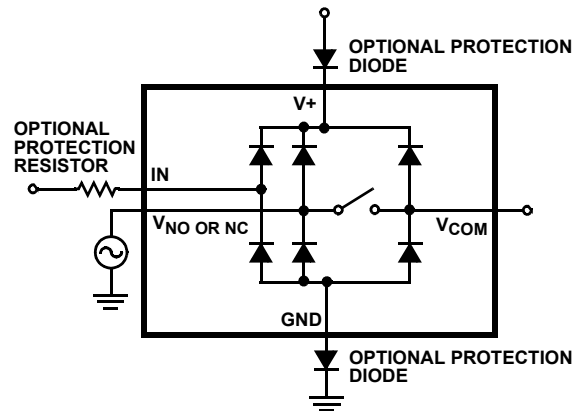 OPTIONAL PROTECTION
DIODE
V+
OPTIONAL
PROTECTION
RESISTOR
IN
VNO OR NC
VCOM
GND
OPTIONAL PROTECTION
DIODE